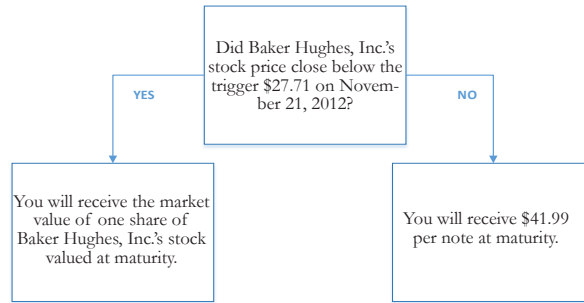 Did Baker Hughes, Inc.'s
stock price close below the
trigger $27.71 on Novem-
ber 21, 2012?
YES
NO
You will receive the market
value of one share of
Baker Hughes, Inc.'s stock
valued at maturity.
You will receive $41.99
per note at maturity.